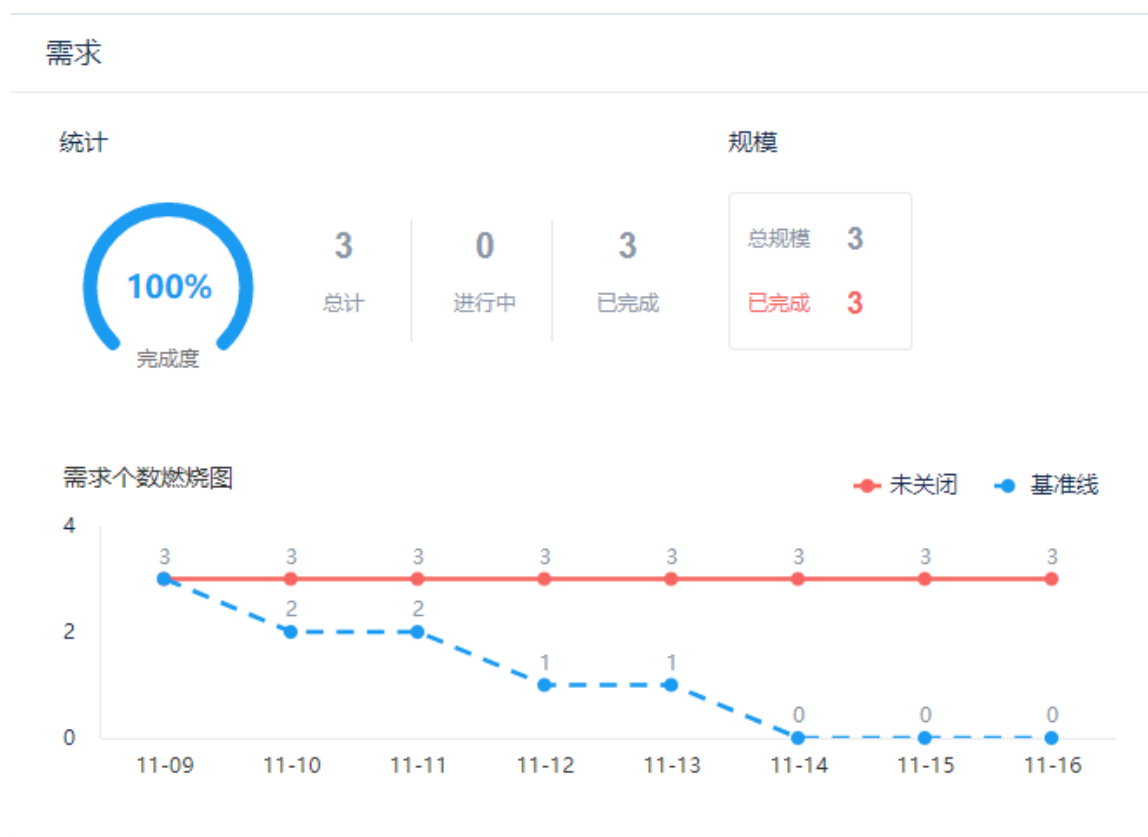 需求
统计
规模
100%
完成度
3
总计
0
进行中
3
已完成
总规模 3
已完成 3
需求个数燃烧图
未关闭 基准线
4
3 3 3 3 3 3 3 3
2 2
2
1 1
0 0 0
0
11-09 11-10 11-11 11-12 11-13 11-14 11-15 11-16